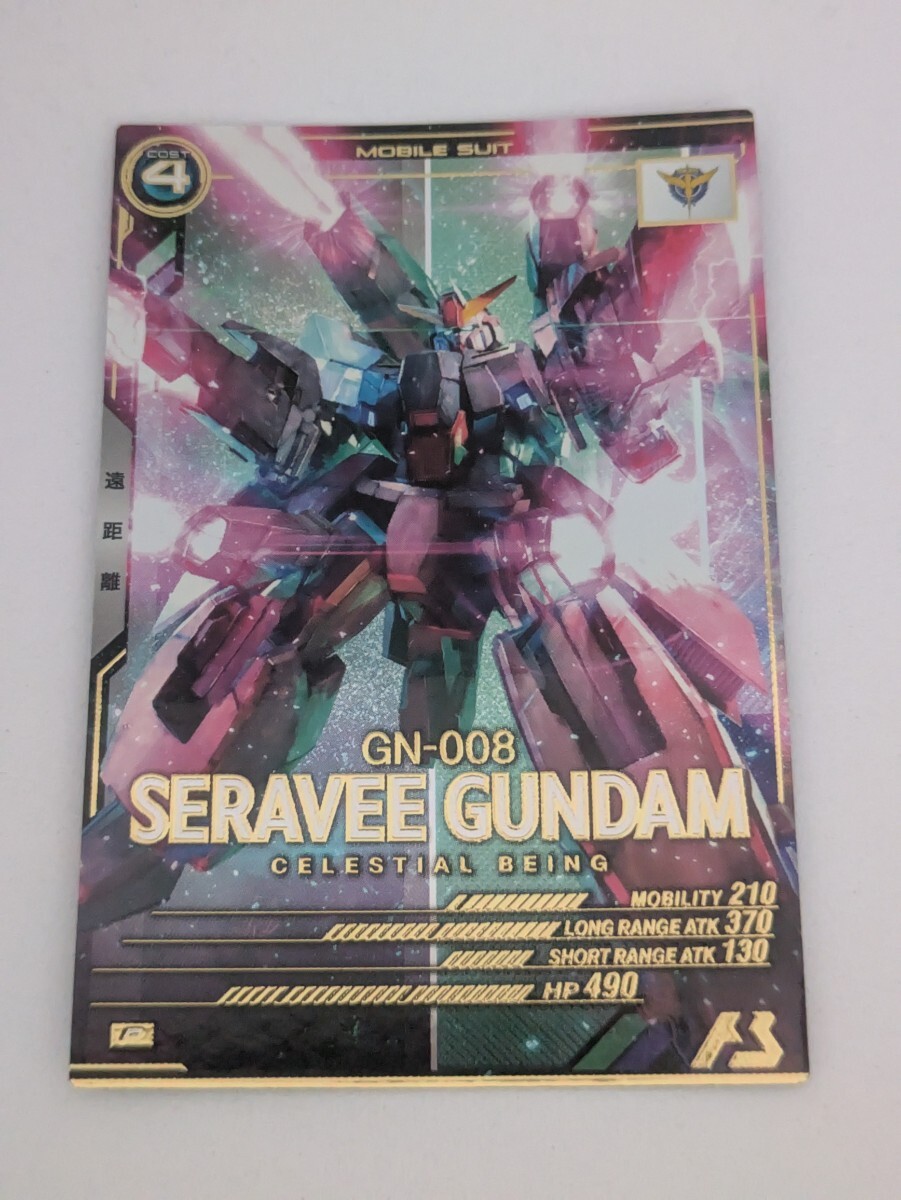 COST
4
MOBILE SUIT
遠距離
GN-008
SERAVEE GUNDAM
CELESTIAL BEING
MOBILITY 210
LONG RANGE ATK 370
SHORT RANGE ATK 130
HP 490